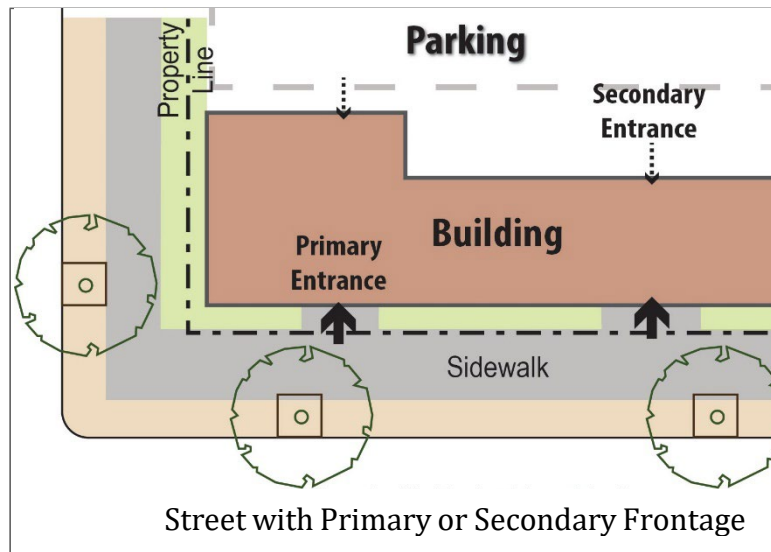 Parking
Property
Line
Secondary
Entrance
Primary
Entrance
Building
Sidewalk
Street with Primary or Secondary Frontage